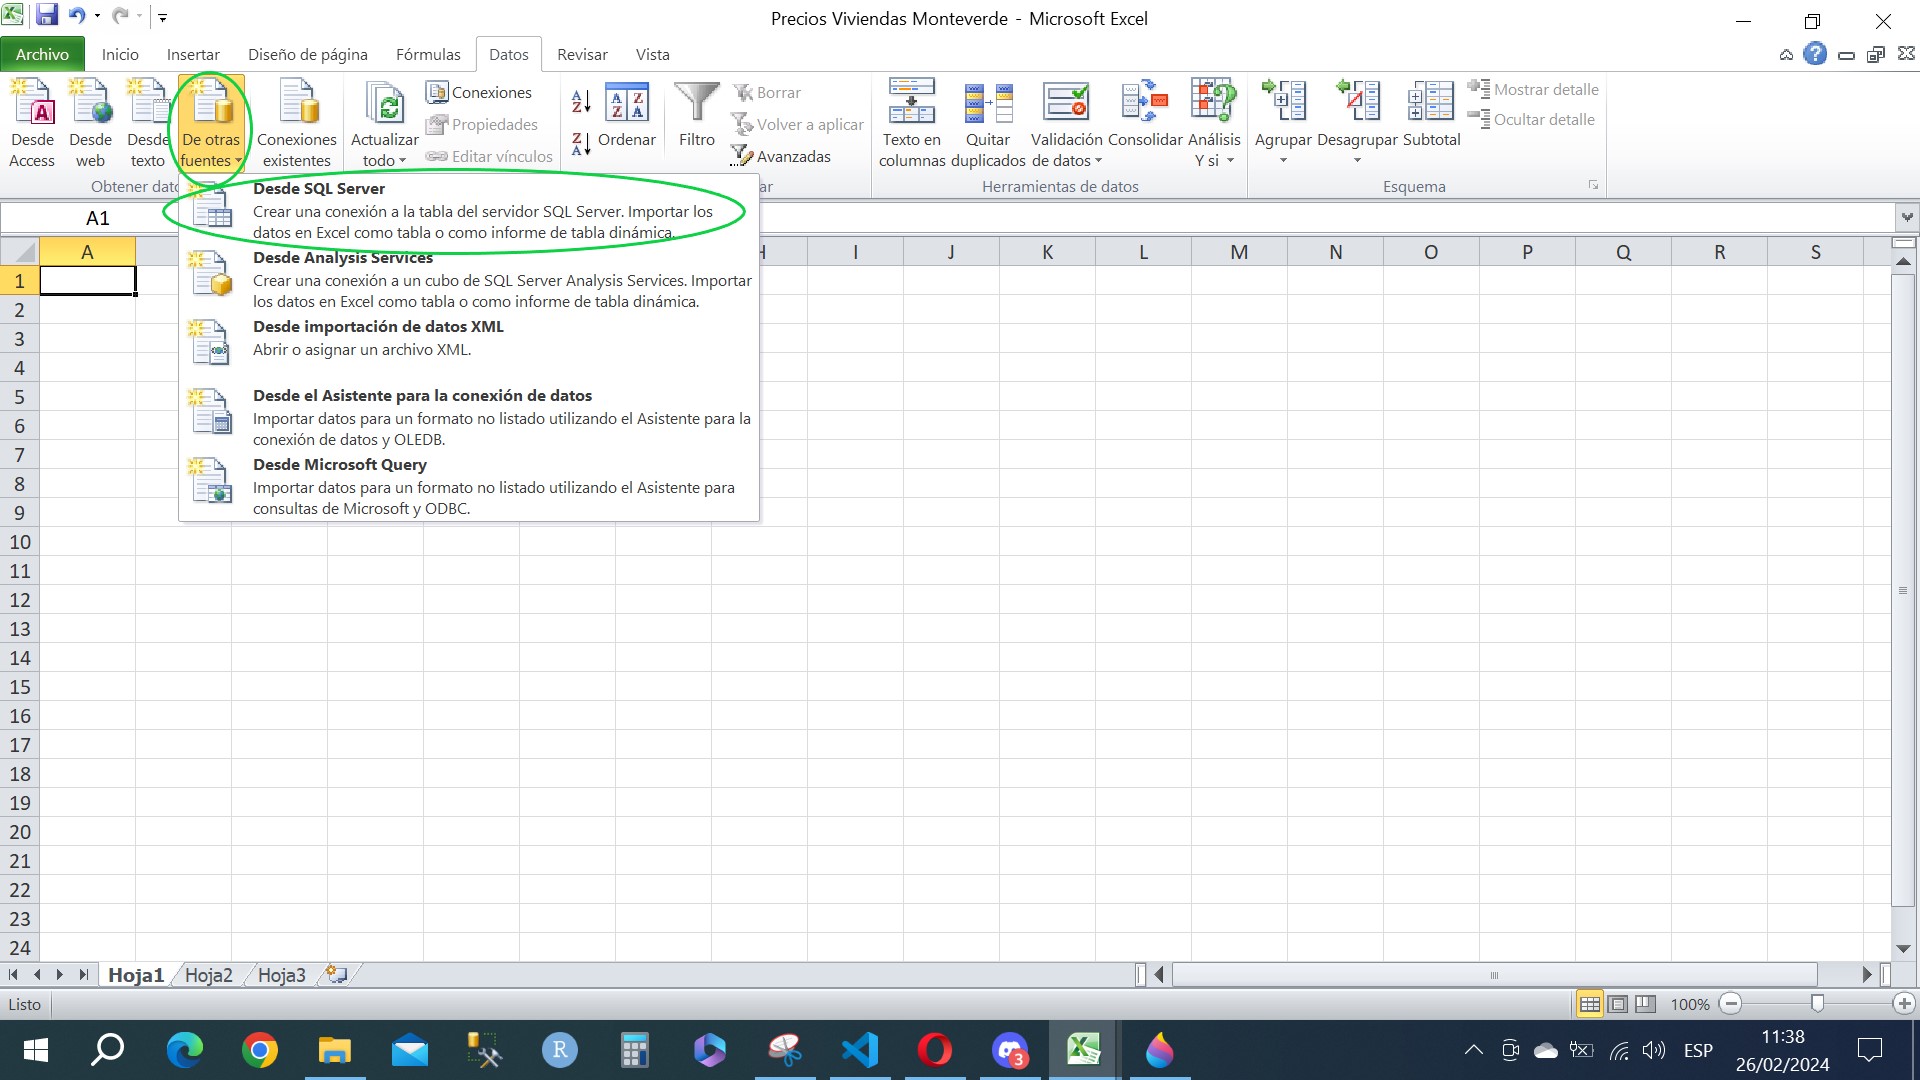 Precios Viviendas Monteverde - Microsoft Excel
Archivo Inicio Insertar Diseño de página Fórmulas Datos Revisar Vista
Desde Access
Desde web
Desde texto
De otras fuentes
Conexiones existentes
Actualizar todo
Conexiones
Propiedades
Editar vínculos
Ordenar
Filtro
Borrar
Volver a aplicar
Avanzadas
Texto en columnas
Quitar duplicados
Validación de datos
Consolidar
Análisis Y si
Agrupar
Desagrupar
Subtotal
Mostrar detalle
Ocultar detalle
Obtener dato
ar
Herramientas de datos
Esquema
A1
Desde SQL Server
Crear una conexión a la tabla del servidor SQL Server. Importar los
datos en Excel como tabla o como informe de tabla dinámica.
Desde Analysis Services
Crear una conexión a un cubo de SQL Server Analysis Services. Importar
los datos en Excel como tabla o como informe de tabla dinámica.
Desde importación de datos XML
Abrir o asignar un archivo XML.
Desde el Asistente para la conexión de datos
Importar datos para un formato no listado utilizando el Asistente para la
conexión de datos y OLEDB.
Desde Microsoft Query
Importar datos para un formato no listado utilizando el Asistente para
consultas de Microsoft y ODBC.
A H I J K L M N O P Q R S
1
2
3
4
5
6
7
8
9
10
11
12
13
14
15
16
17
18
19
20
21
22
23
24
Hoja1 Hoja2 Hoja3
Listo
100%
R
3
ESP
11:38
26/02/2024